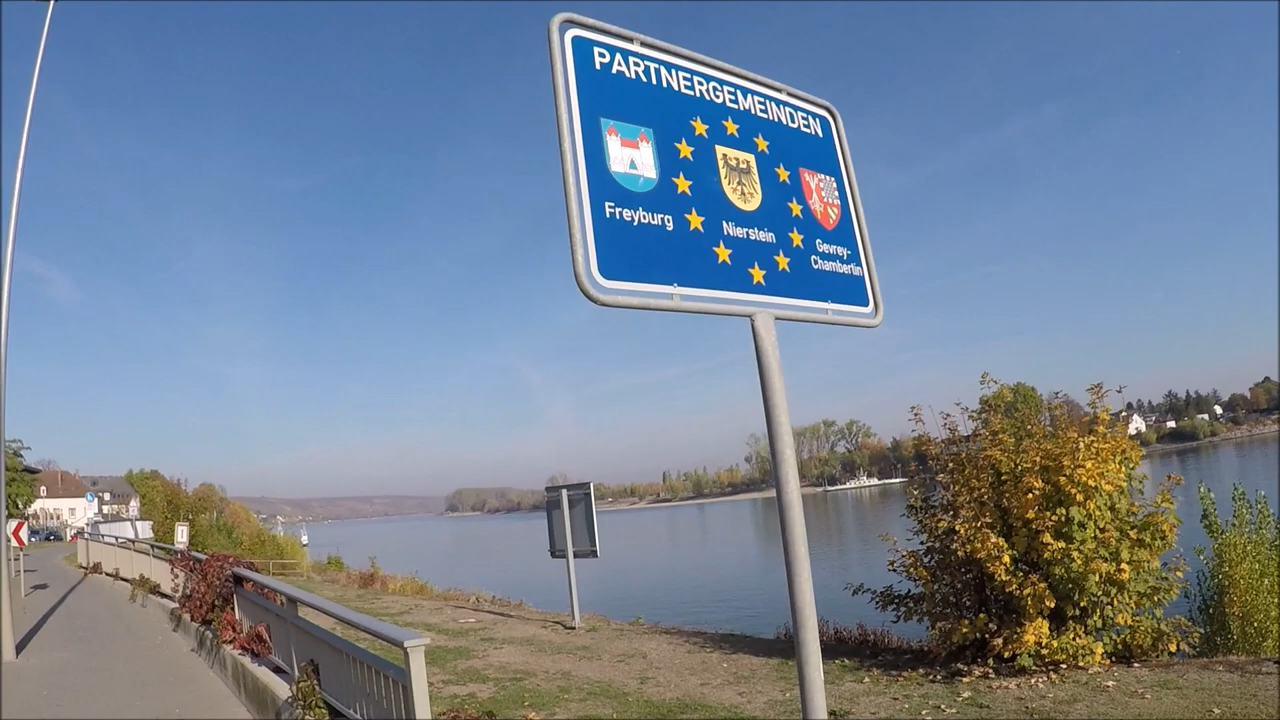 PARTNERGEMEINDEN
Freyburg
Nierstein
Gevrey-
Chambertin